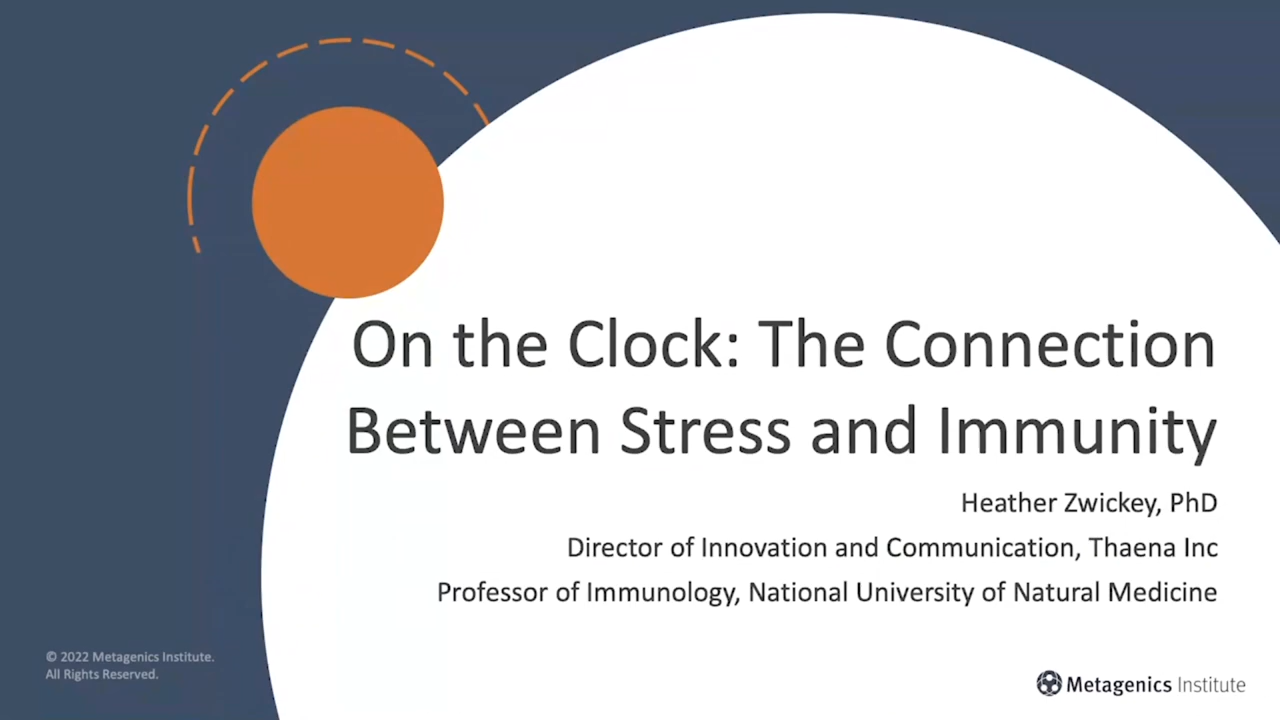 On the Clock: The Connection
Between Stress and Immunity
Heather Zwickey, PhD
Director of Innovation and Communication, Thaena Inc
Professor of Immunology, National University of Natural Medicine
© 2022 Metagenics Institute.
All Rights Reserved.
Metagenics Institute